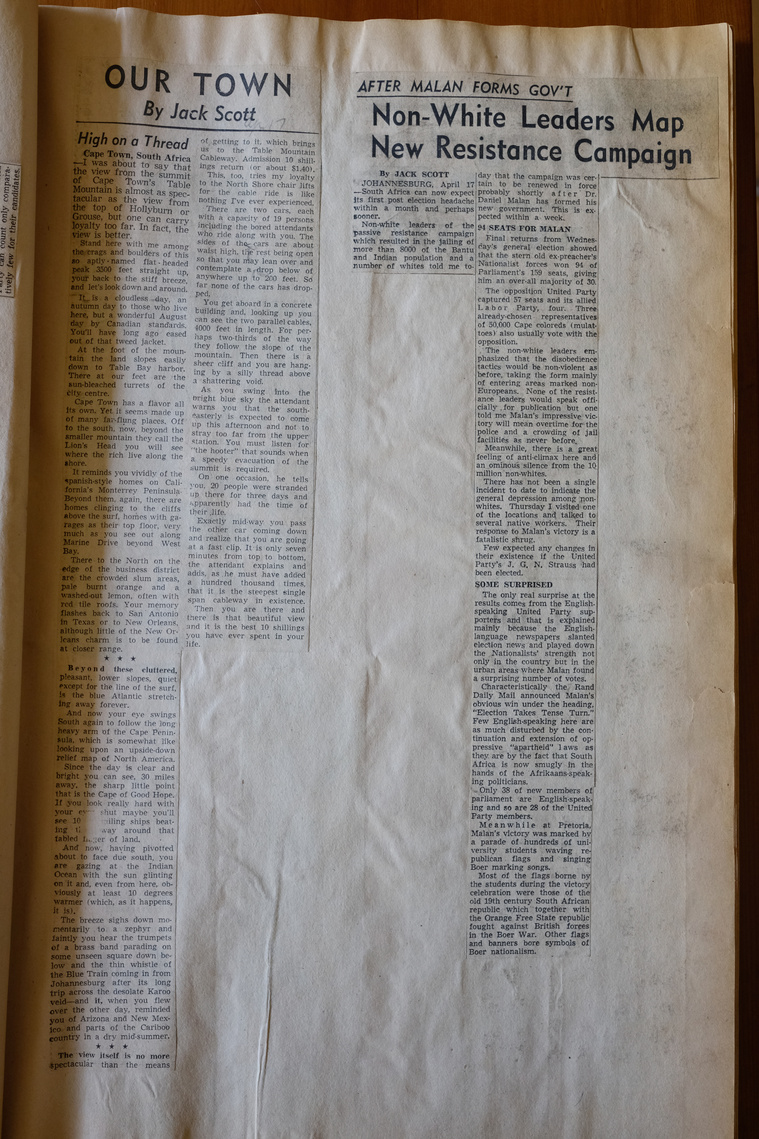 OUR TOWN
By Jack Scott
High on a Thread
Cape Town, South Africa
—I was about to say that
the view from the summit
of Cape Town's Table
Mountain is almost as spec-
tacular as the view from
the top of Hollyburn or
Grouse, but one can carry
loyalty too far. In fact, the
view is better.
Stand here with me among
the crags and boulders of this
so aptly-named flat-headed
peak 3500 feet straight up,
your back to the stiff breeze,
and let's look down and around.
It is a cloudless day, an
autumn day to those who live
here, but a wonderful August
day by Canadian standards.
You'll have long ago eased
out of that tweed jacket.
At the foot of the moun-
tain the land slopes easily
down to Table Bay harbor.
There at our feet are the
sun-bleached turrets of the
city centre.
Cape Town has a flavor all
its own. Yet it seems made up
of many far-flung places. Off
to the south, now, beyond the
smaller mountain they call the
Lion's Head you will see
where the rich live along the
shore.
It reminds you vividly of the
spanish-style homes on Cali-
fornia's Monterrey Peninsula.
Beyond them, again, there are
homes clinging to the cliffs
above the surf, homes with ga-
rages as their top floor, very
much as you see out along
Marine Drive beyond West
Bay.
There to the North on the
edge of the business district
are the crowded slum areas,
pale burnt orange and a
washed-out lemon, often with
red tile roofs. Your memory
flashes back to San Antonio
in Texas or to New Orleans,
although little of the New Or-
leans charm is to be found
at closer range.
★ ★ ★
Beyond these cluttered,
pleasant, lower slopes, quiet
except for the line of the surf,
is the blue Atlantic stretch-
ing away forever.
And now your eye swings
South again to follow the long
heavy arm of the Cape Penin-
sula, which is somewhat like
looking upon an upside-down
relief map of North America.
Since the day is clear and
bright you can see, 30 miles
away, the sharp little point
that is the Cape of Good Hope.
If you look really hard with
your shut maybe you'll
see ships beat-
ing way around that
fabled of land.
And now, having pivotted
about to face due south, you
are gazing at the Indian
Ocean with the sun glinting
on it and, even from here, ob-
viously at least 10 degrees
warmer (which, as it happens,
it is).
The breeze sighs down mo-
mentarily to a zephyr and
faintly you hear the trumpets
of a brass band parading on
some unseen square down be-
low and the thin whistle of
the Blue Train coming in from
Johannesburg after its long
trip across the desolate Karoo
veld—and it, when you flew
over the other day, reminded
you of Arizona and New Mex-
ico and parts of the Cariboo
country in a dry mid-summer.
★ ★ ★
The view itself is no more
spectacular than the means
of getting to it, which brings
us to the Table Mountain
Cableway. Admission 10 shill-
ings return (or about $1.40).
This, too, tries my loyalty
to the North Shore chair lifts
for the cable ride is like
nothing I've ever experienced.
There are two cars, each
with a capacity of 19 persons
including the bored attendants
who ride along with you. The
sides of the cars are about
waist high, the rest being open
so that you may lean over and
contemplate a drop below of
anywhere up to 200 feet. So
far none of the cars has drop-
ped.
You get aboard in a concrete
building and, looking up, you
can see the two parallel cables,
4000 feet in length. For per-
haps two-thirds of the way
they follow the slope of the
mountain. Then there is a
sheer cliff and you are hang-
ing by a silly thread above
a shattering void.
As you swing into the
bright blue sky the attendant
warns you that the south-
easterly is expected to come
up this afternoon and not to
stray too far from the upper
station. You must listen for
"the hooter" that sounds when
a speedy evacuation of the
summit is required.
On one occasion, he tells
you, 20 people were stranded
up there for three days and
apparently had the time of
their life.
Exactly mid-way you pass
the other car coming down
and realize that you are going
at a fast clip. It is only seven
minutes from top to bottom,
the attendant explains and
adds, as he must have added
a hundred thousand times,
that it is the steepest single
span cableway in existence.
Then you are there and
there is that beautiful view
and it is the best 10 shillings
you have ever spent in your
life.
AFTER MALAN FORMS GOV'T
Non-White Leaders Map
New Resistance Campaign
By JACK SCOTT
JOHANNESBURG, April 17
—South Africa can now expect
its first post election headache
within a month and perhaps
sooner.
Non-white leaders of the
passive resistance campaign
which resulted in the jailing of
more than 8000 of the Bantu
and Indian population and a
number of whites told me to-
day that the campaign was cer-
tain to be renewed in force
probably shortly after Dr.
Daniel Malan has formed his
new government. This is ex-
pected within a week.
94 SEATS FOR MALAN
Final returns from Wednes-
day's general election showed
that the stern old ex-preacher's
Nationalist forces won 94 of
Parliament's 159 seats, giving
him an over-all majority of 30.
The opposition United Party
captured 57 seats and its allied
Labor Party, four. Three
already-chosen representatives
of 50,000 Cape coloreds (mulat-
toes) also usually vote with the
opposition.
The non-white leaders em-
phasized that the disobedience
tactics would be non-violent as
before, taking the form mainly
of entering areas marked non-
Europeans. None of the resist-
ance leaders would speak offi-
cially for publication but one
told me Malan's impressive vic-
tory will mean overtime for the
police and a crowding of jail
facilities as never before.
Meanwhile, there is a great
feeling of anti-climax here and
an ominous silence from the 10
million non-whites.
There has not been a single
incident to date to indicate the
general depression among non-
whites. Thursday I visited one
of the locations and talked to
several native workers. Their
response to Malan's victory is a
fatalistic shrug.
Few expected any changes in
their existence if the United
Party's J. G. N. Strauss had
been elected.
SOME SURPRISED
The only real surprise at the
results comes from the English-
speaking United Party sup-
porters and that is explained
mainly because the English-
language newspapers slanted
election news and played down
the Nationalists' strength not
only in the country but in the
urban areas where Malan found
a surprising number of votes.
Characteristically the Rand
Daily Mail announced Malan's
obvious win under the heading,
"Election Takes Tense Turn."
Few English-speaking here are
as much disturbed by the con-
tinuation and extension of op-
pressive "apartheid" laws as
they are by the fact that South
Africa is now smugly in the
hands of the Afrikaans-speak-
ing politicians.
Only 38 of new members of
parliament are English-speak-
ing and so are 28 of the United
Party members.
Meanwhile at Pretoria,
Malan's victory was marked by
a parade of hundreds of uni-
versity students waving re-
publican flags and singing
Boer marking songs.
Most of the flags borne by
the students during the victory
celebration were those of the
old 19th century South African
republic which together with
the Orange Free State republic
fought against British forces
in the Boer War. Other flags
and banners bore symbols of
Boer nationalism.